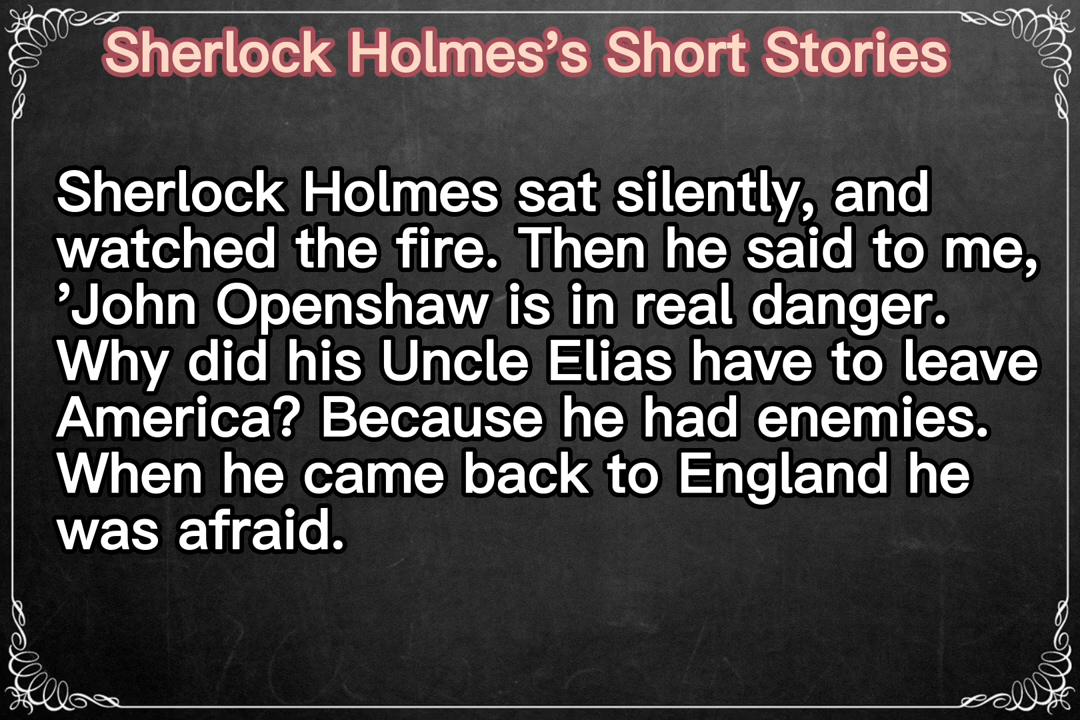 Sherlock Holmes’s Short Stories
Sherlock Holmes sat silently, and
watched the fire. Then he said to me,
’John Openshaw is in real danger.
Why did his Uncle Elias have to leave
America? Because he had enemies.
When he came back to England he
was afraid.